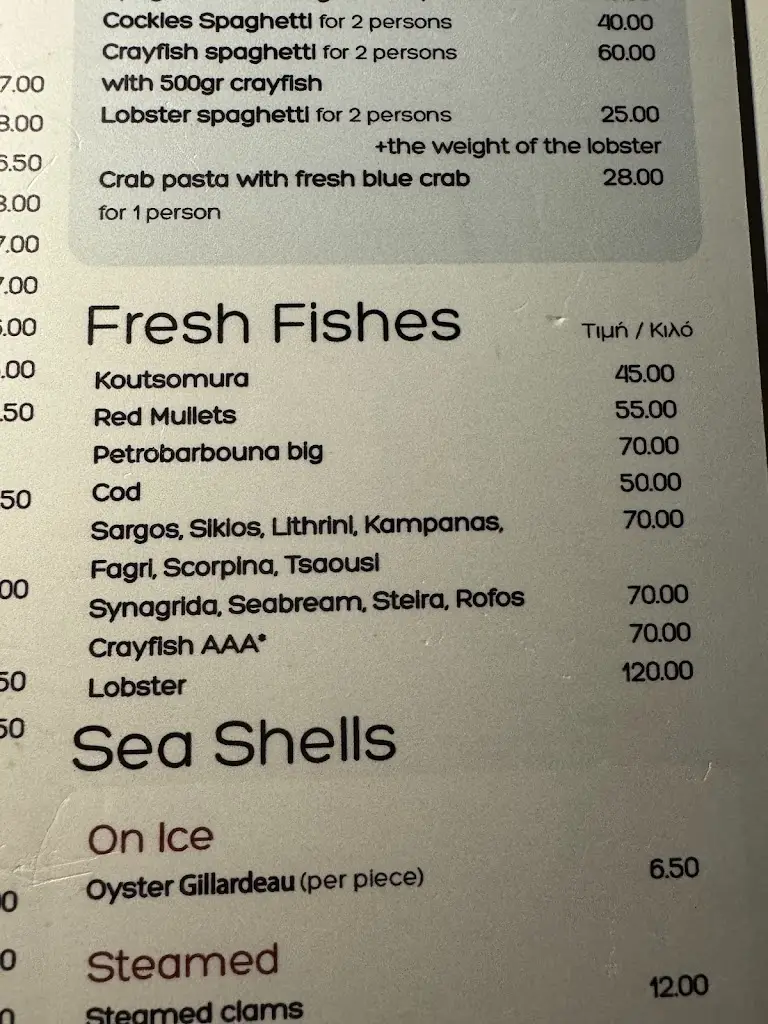 Cockles Spaghetti for 2 persons 40.00
Crayfish spaghetti for 2 persons 60.00
with 500gr crayfish
Lobster spaghetti for 2 persons 25.00
+the weight of the lobster
Crab pasta with fresh blue crab 28.00
for 1 person
Fresh Fishes Τιμή / Κιλό
Koutsomura 45.00
Red Mullets 55.00
Petrobarbouna big 70.00
Cod 50.00
Sargos, Sikios, Lithrini, Kampanas, 70.00
Fagri, Scorpina, Tsaousi
Synagrida, Seabream, Steira, Rofos 70.00
Crayfish AAA* 70.00
Lobster 120.00
Sea Shells
On Ice
Oyster Gillardeau (per piece) 6.50
Steamed
Steamed clams 12.00